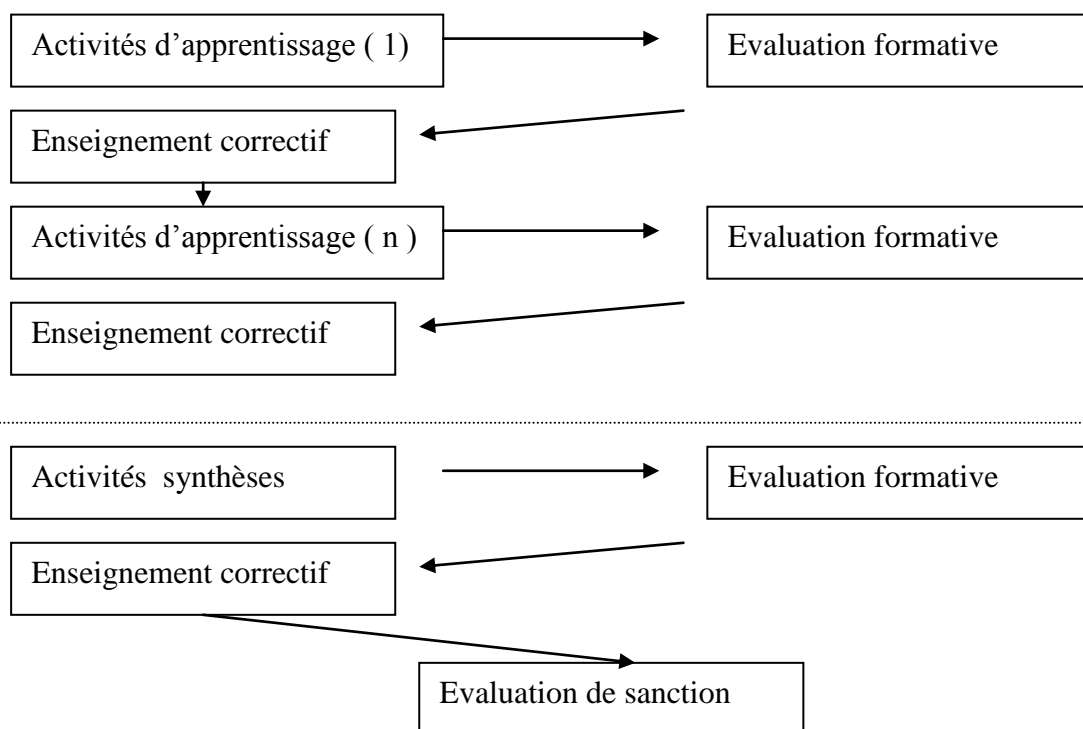 Activités d’apprentissage ( 1)
Evaluation formative
Enseignement correctif
Activités d’apprentissage ( n )
Evaluation formative
Enseignement correctif
Activités  synthèses
Evaluation formative
Enseignement correctif
Evaluation de sanction